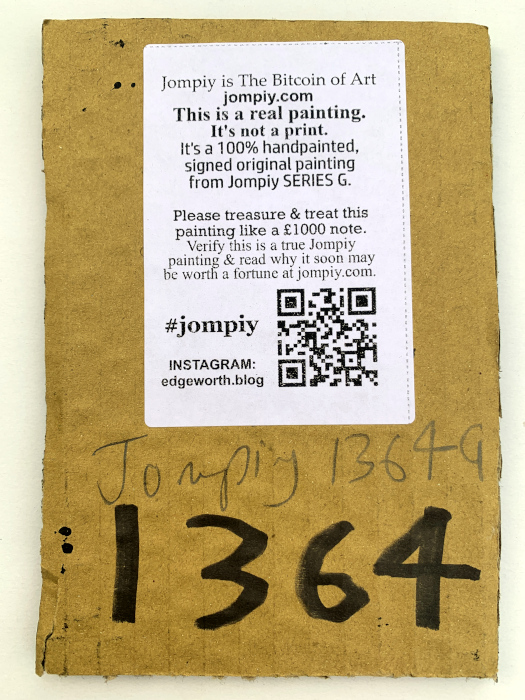 Jompiy is The Bitcoin of Art
jompiy.com
This is a real painting.
It's not a print.
It's a 100% handpainted,
signed original painting
from Jompiy SERIES G.
Please treasure & treat this
painting like a £1000 note.
Verify this is a true Jompiy
painting & read why it soon may
be worth a fortune at jompiy.com.
#jompiy
INSTAGRAM:
edgeworth.blog
Jompiy 1364G
1364